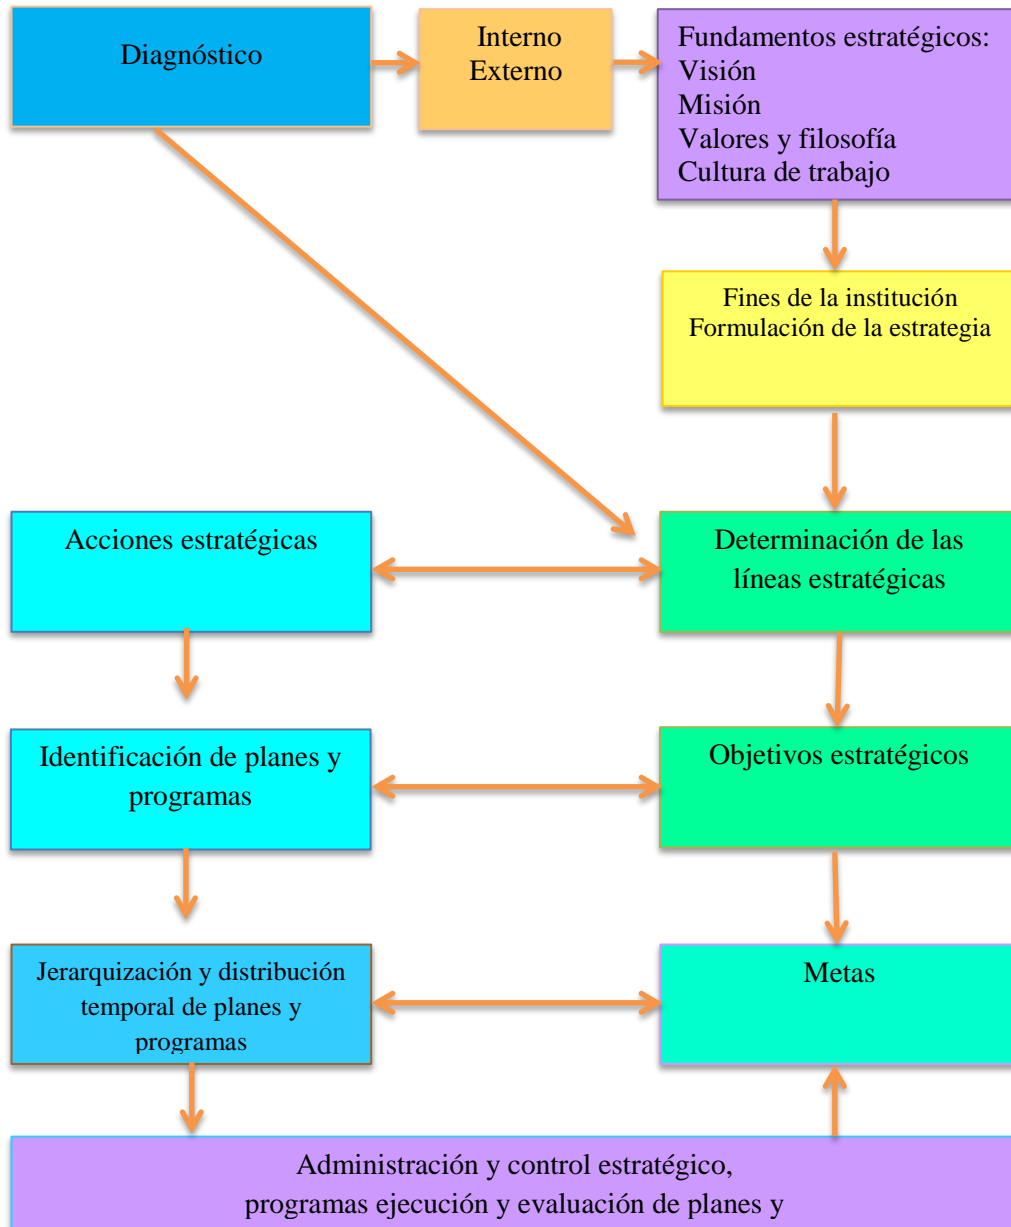 Diagnóstico
Interno
Externo
Fundamentos estratégicos:
Visión
Misión
Valores y filosofía
Cultura de trabajo
Fines de la institución
Formulación de la estrategia
Acciones estratégicas
Determinación de las
líneas estratégicas
Identificación de planes y
programas
Objetivos estratégicos
Jerarquización y distribución
temporal de planes y
programas
Metas
Administración y control estratégico,
programas ejecución y evaluación de planes y